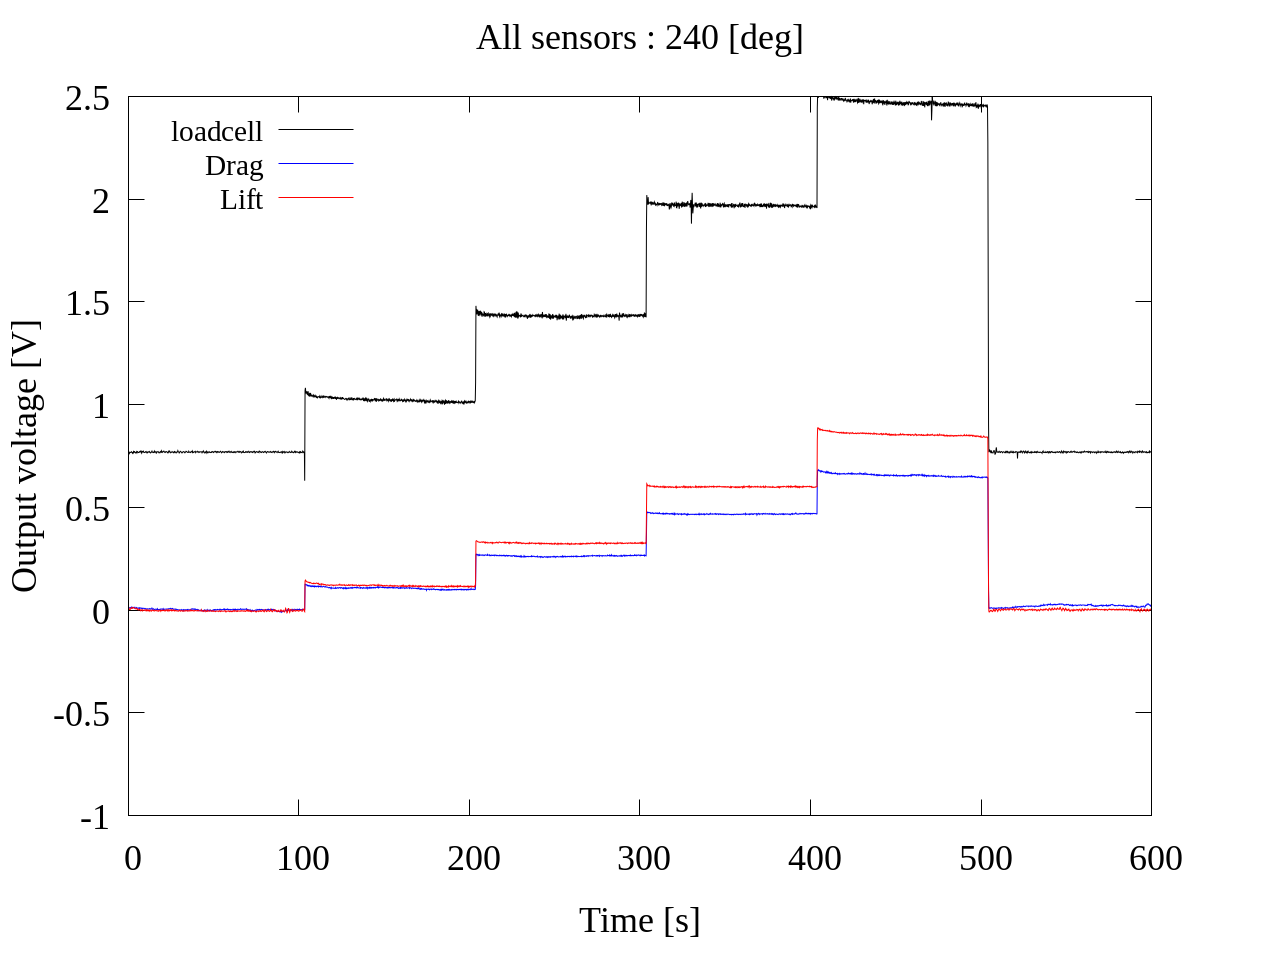 All sensors : 240 [deg]
2.5
2
1.5
1
0.5
0
-0.5
-1
loadcell
Drag
Lift
Output voltage [V]
0 100 200 300 400 500 600
Time [s]